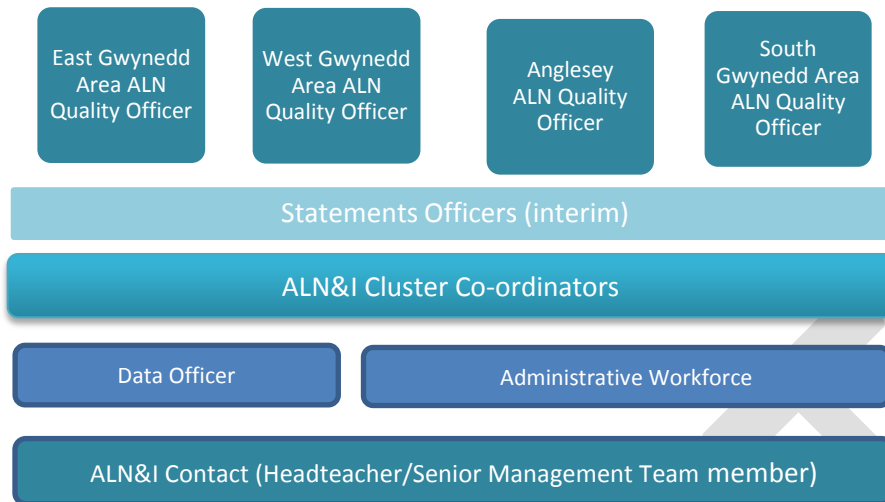 East Gwynedd
Area ALN
Quality Officer
West Gwynedd
Area ALN
Quality Officer
Anglesey
ALN Quality
Officer
South
Gwynedd Area
ALN Quality
Officer
Statements Officers (interim)
ALN&I Cluster Co-ordinators
Data Officer
Administrative Workforce
ALN&I Contact (Headteacher/Senior Management Team member)